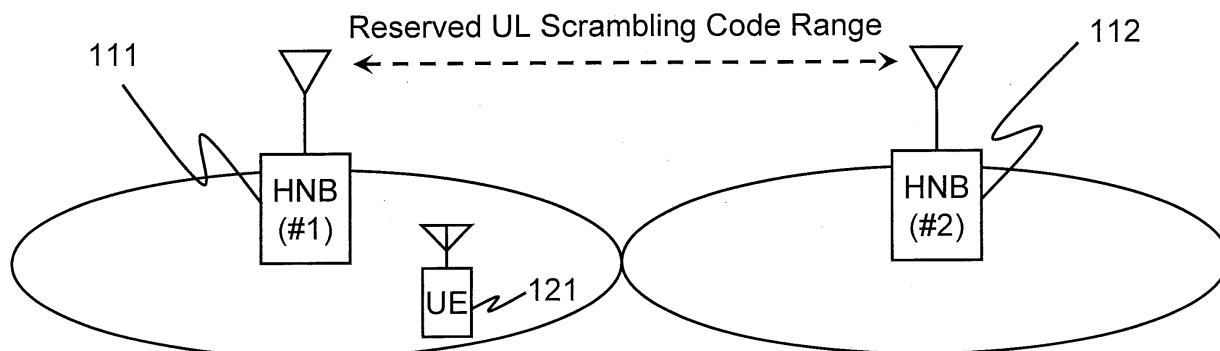 Reserved UL Scrambling Code Range
111
112
HNB
(#1)
HNB
(#2)
UE
121